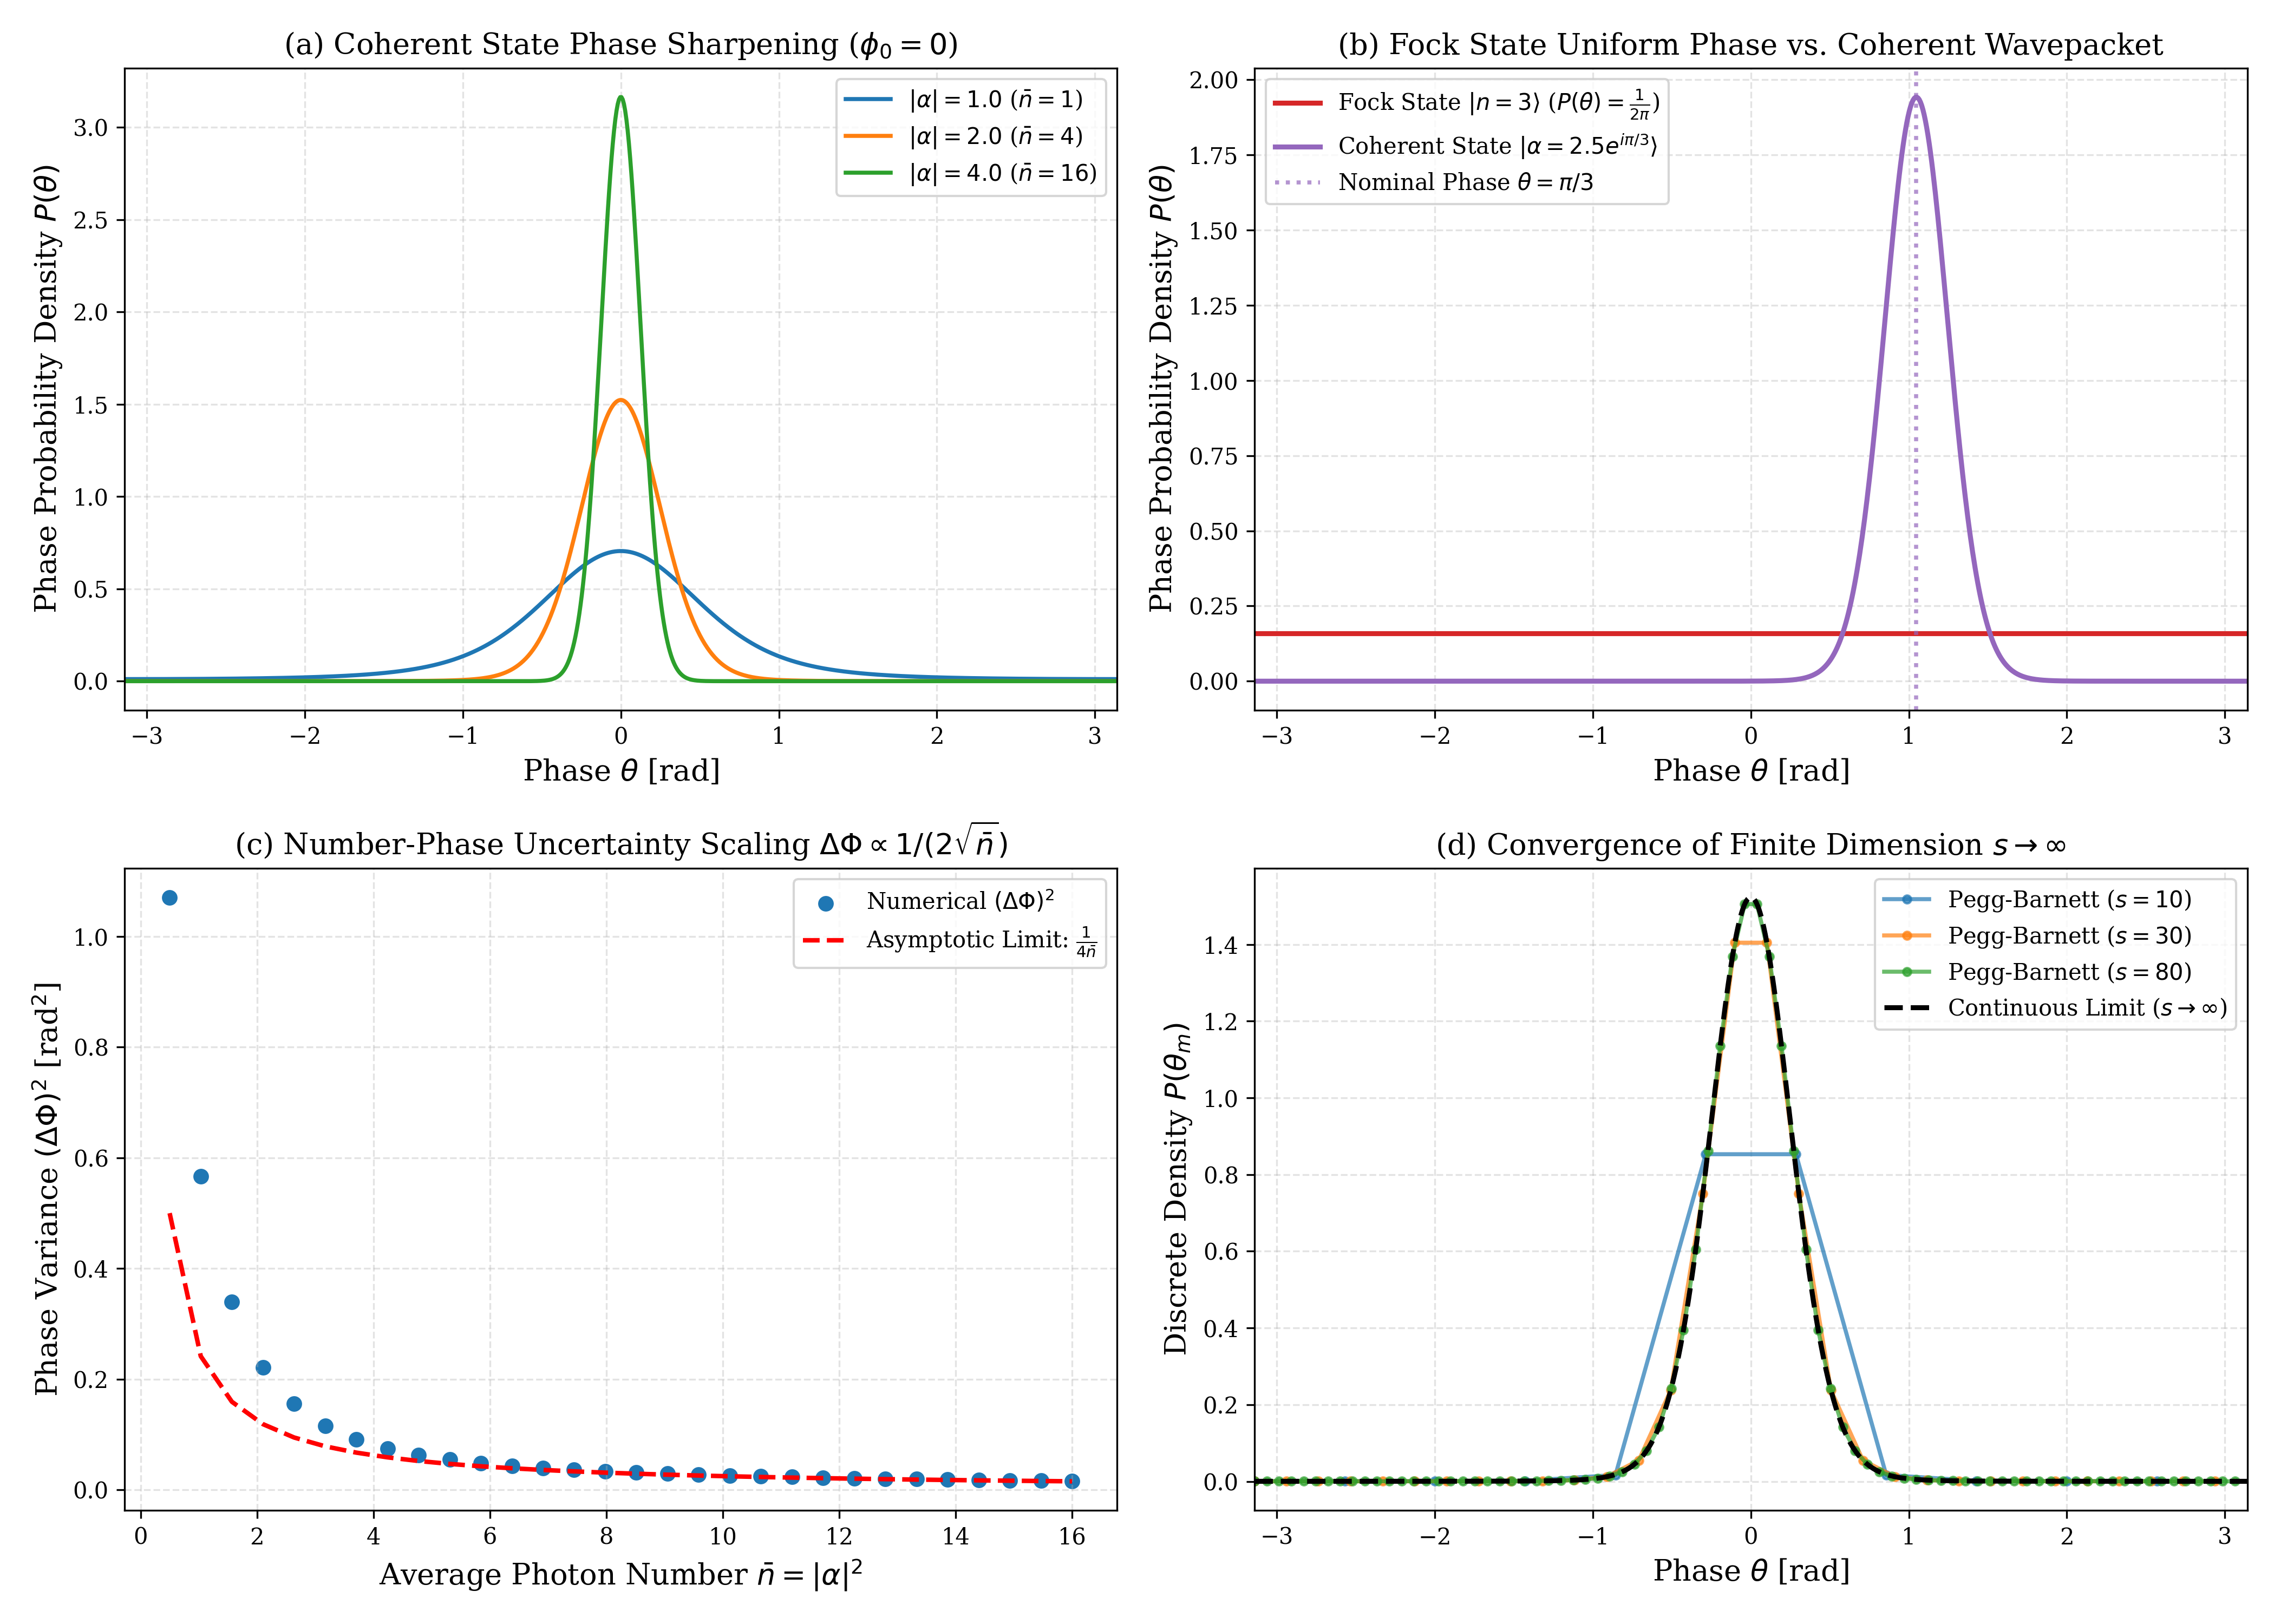 (a) Coherent State Phase Sharpening (ϕ₀ = 0)
Phase Probability Density P(θ)
3.0
2.5
2.0
1.5
1.0
0.5
0.0
|α| = 1.0 (n̄ = 1)
|α| = 2.0 (n̄ = 4)
|α| = 4.0 (n̄ = 16)
−3 −2 −1 0 1 2 3
Phase θ [rad]
(b) Fock State Uniform Phase vs. Coherent Wavepacket
Phase Probability Density P(θ)
2.00
1.75
1.50
1.25
1.00
0.75
0.50
0.25
0.00
Fock State |n = 3⟩ (P(θ) = 1/2π)
Coherent State |α = 2.5e^{iπ/3}⟩
Nominal Phase θ = π/3
−3 −2 −1 0 1 2 3
Phase θ [rad]
(c) Number-Phase Uncertainty Scaling ΔΦ ∝ 1/(2√n̄)
Phase Variance (ΔΦ)² [rad²]
1.0
0.8
0.6
0.4
0.2
0.0
Numerical (ΔΦ)²
Asymptotic Limit: 1/4n̄
0 2 4 6 8 10 12 14 16
Average Photon Number n̄ = |α|²
(d) Convergence of Finite Dimension s → ∞
Discrete Density P(θₘ)
1.4
1.2
1.0
0.8
0.6
0.4
0.2
0.0
Pegg-Barnett (s = 10)
Pegg-Barnett (s = 30)
Pegg-Barnett (s = 80)
Continuous Limit (s → ∞)
−3 −2 −1 0 1 2 3
Phase θ [rad]